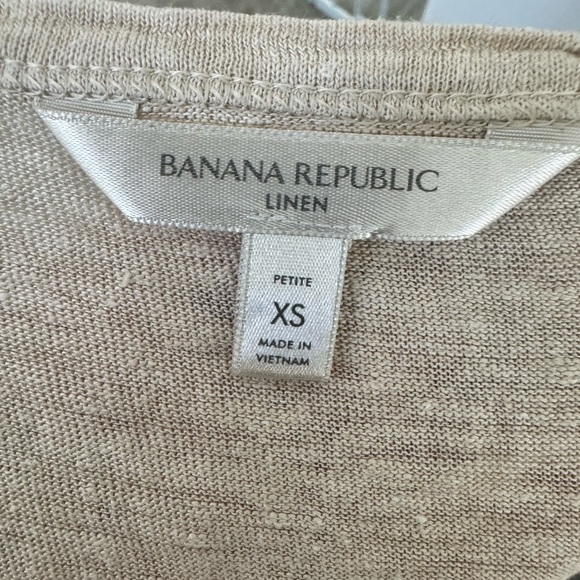 BANANA REPUBLIC
LINEN
PETITE
XS
MADE IN
VIETNAM